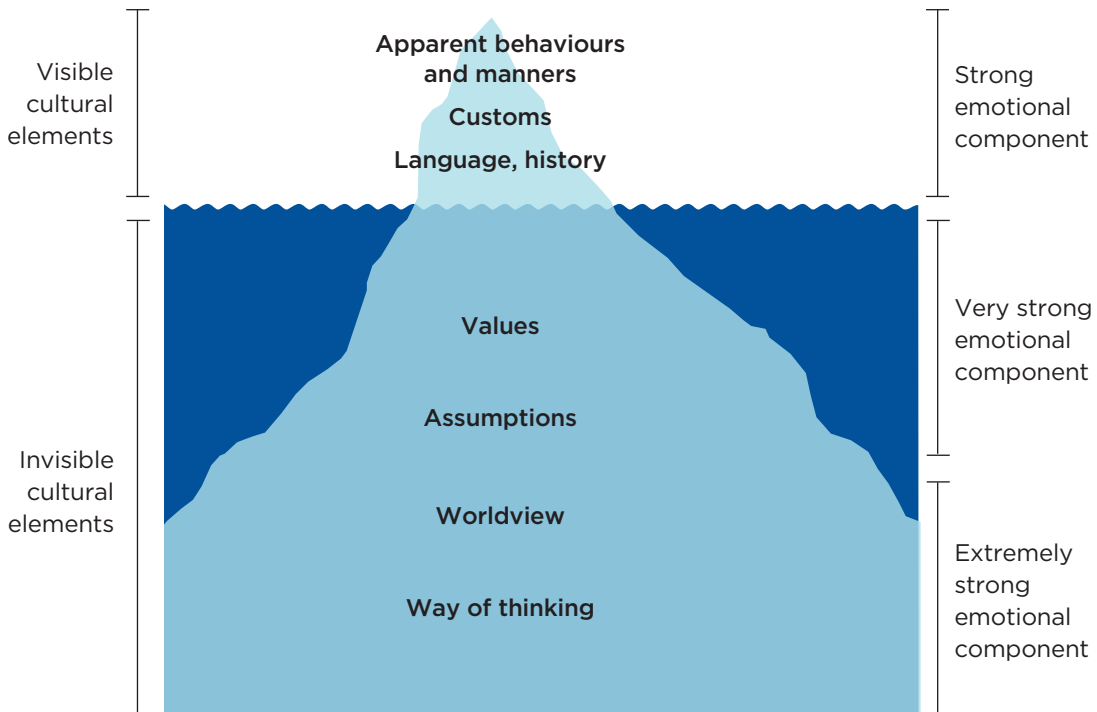 Visible
cultural
elements
Apparent behaviours
and manners
Customs
Language, history
Strong
emotional
component
Invisible
cultural
elements
Values
Assumptions
Worldview
Way of thinking
Very strong
emotional
component
Extremely
strong
emotional
component